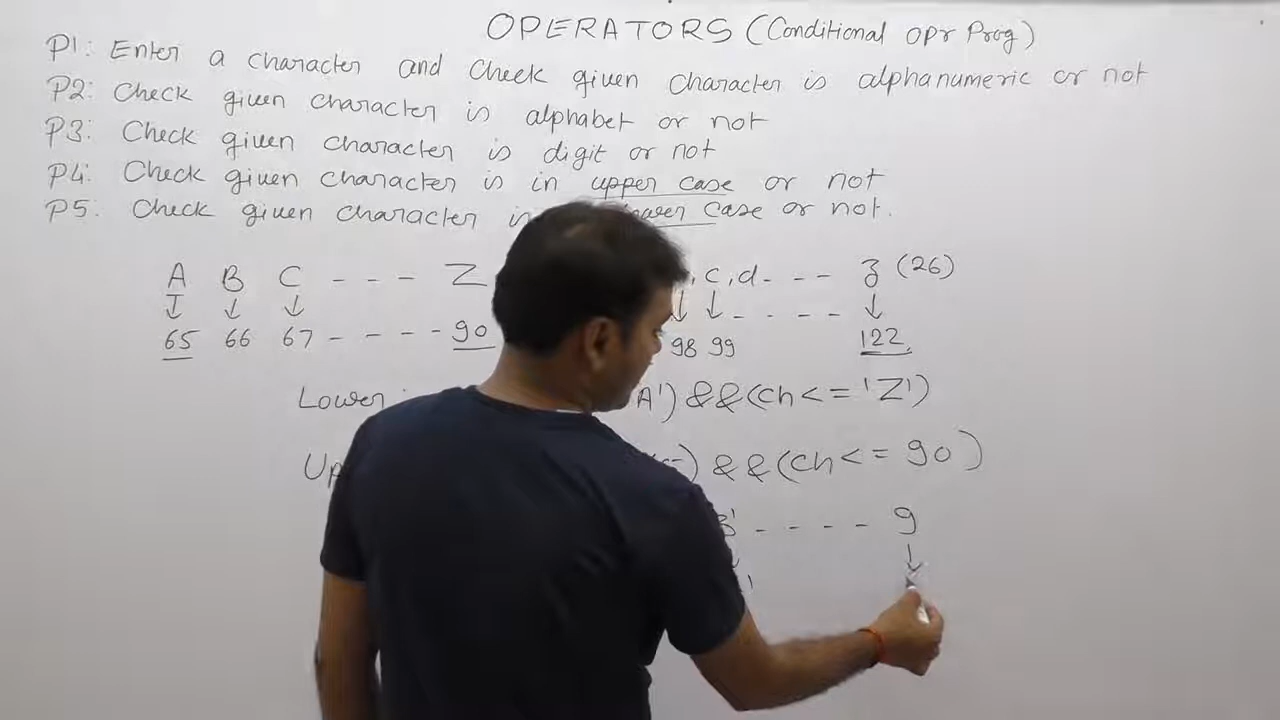 OPERATORS (Conditional opr Prog)
P1: Enter a character and Check given character is alphanumeric or not
P2: Check given character is alphabet or not
P3: Check given character is digit or not
P4: Check given character is in upper case or not
P5. Check given character in case or not.
A B C - - - Z , c, d. - - - z (26)
65 66 67 - - - - 90 98 99 122
Lower A') && (Ch <= 'Z')
Up ) && (Ch <= 90 )
3' - - - - 9